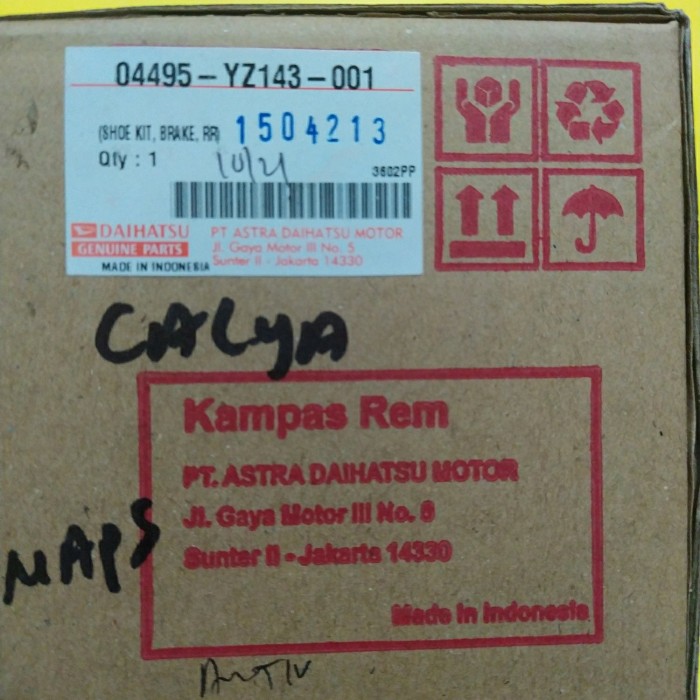 04495-YZ143-001
(SHOE KIT, BRAKE, RR) 1504213
Qty : 1 10/21
3602PP
DAIHATSU
GENUINE PARTS
MADE IN INDONESIA
PT ASTRA DAIHATSU MOTOR
Jl. Gaya Motor III No. 5
Sunter II - Jakarta 14330
CALYA
Kampas Rem
PT. ASTRA DAIHATSU MOTOR
Jl. Gaya Motor III No. 5
Sunter II - Jakarta 14330
Made in Indonesia
MAPS